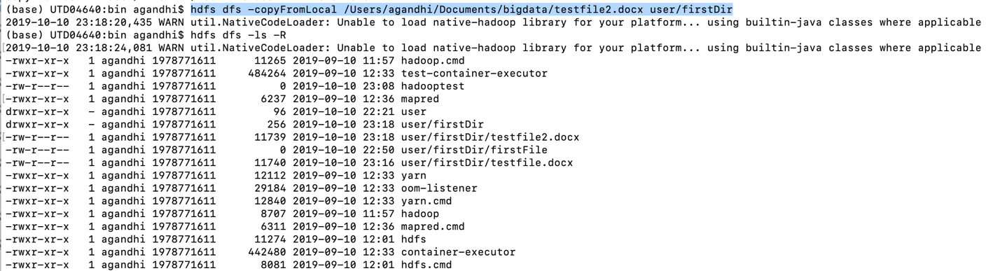 (base) UTD04640:bin agandhi$ hdfs dfs -copyFromLocal /Users/agandhi/Documents/bigdata/testfile2.docx user/firstDir
2019-10-10 23:18:20,435 WARN util.NativeCodeLoader: Unable to load native-hadoop library for your platform... using builtin-java classes where applicable
(base) UTD04640:bin agandhi$ hdfs dfs -ls -R
[2019-10-10 23:18:24,081 WARN util.NativeCodeLoader: Unable to load native-hadoop library for your platform... using builtin-java classes where applicable
-rwxr-xr-x   1 agandhi 1978771611      11265 2019-09-10 11:57 hadoop.cmd
-rwxr-xr-x   1 agandhi 1978771611     484264 2019-09-10 12:33 test-container-executor
-rw-r--r--   1 agandhi 1978771611          0 2019-10-10 23:08 hadooptest
[-rwxr-xr-x   1 agandhi 1978771611       6237 2019-09-10 12:36 mapred
drwxr-xr-x   - agandhi 1978771611         96 2019-10-10 22:21 user
drwxr-xr-x   - agandhi 1978771611        256 2019-10-10 23:18 user/firstDir
[-rw-r--r--   1 agandhi 1978771611      11739 2019-10-10 23:18 user/firstDir/testfile2.docx
-rw-r--r--   1 agandhi 1978771611          0 2019-10-10 22:50 user/firstDir/firstFile
-rw-r--r--   1 agandhi 1978771611      11740 2019-10-10 23:16 user/firstDir/testfile.docx
-rwxr-xr-x   1 agandhi 1978771611      12112 2019-09-10 12:33 yarn
-rwxr-xr-x   1 agandhi 1978771611      29184 2019-09-10 12:33 oom-listener
-rwxr-xr-x   1 agandhi 1978771611      12840 2019-09-10 12:33 yarn.cmd
-rwxr-xr-x   1 agandhi 1978771611       8707 2019-09-10 11:57 hadoop
-rwxr-xr-x   1 agandhi 1978771611       6311 2019-09-10 12:36 mapred.cmd
-rwxr-xr-x   1 agandhi 1978771611      11274 2019-09-10 12:01 hdfs
-rwxr-xr-x   1 agandhi 1978771611     442480 2019-09-10 12:33 container-executor
-rwxr-xr-x   1 agandhi 1978771611       8081 2019-09-10 12:01 hdfs.cmd